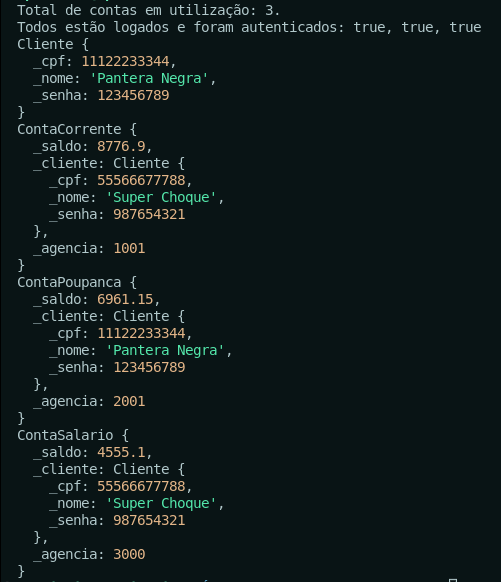 Total de contas em utilização: 3.
Todos estão logados e foram autenticados: true, true, true
Cliente {
  _cpf: 11122233344,
  _nome: 'Pantera Negra',
  _senha: 123456789
}
ContaCorrente {
  _saldo: 8776.9,
  _cliente: Cliente {
    _cpf: 55566677788,
    _nome: 'Super Choque',
    _senha: 987654321
  },
  _agencia: 1001
}
ContaPoupanca {
  _saldo: 6961.15,
  _cliente: Cliente {
    _cpf: 11122233344,
    _nome: 'Pantera Negra',
    _senha: 123456789
  },
  _agencia: 2001
}
ContaSalario {
  _saldo: 4555.1,
  _cliente: Cliente {
    _cpf: 55566677788,
    _nome: 'Super Choque',
    _senha: 987654321
  },
  _agencia: 3000
}